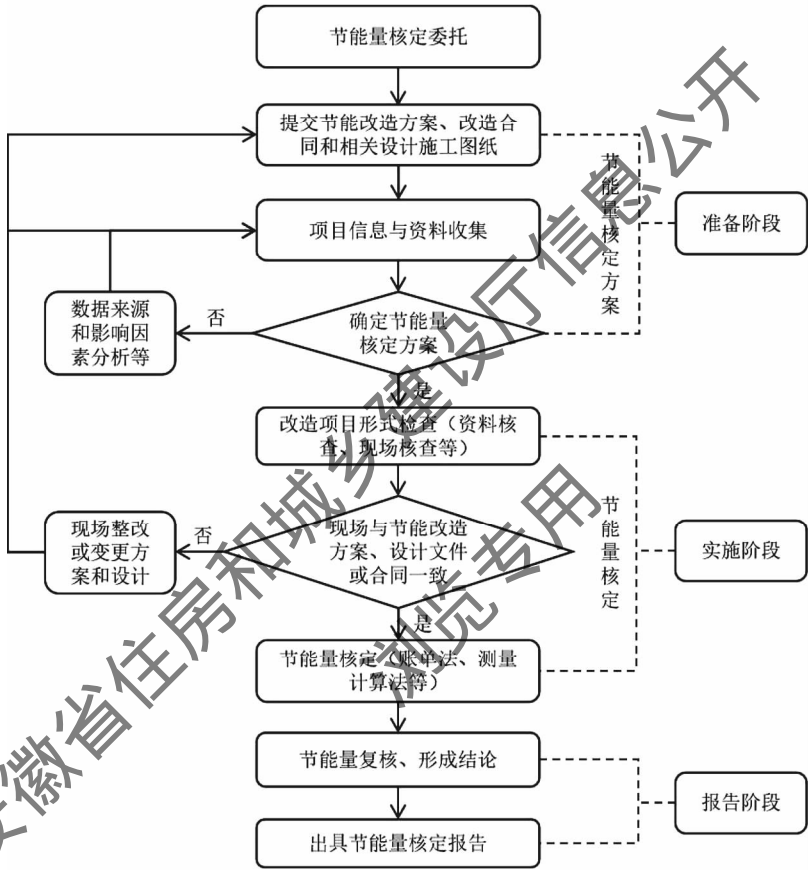 节能量核定委托
提交节能改造方案、改造合
同和相关设计施工图纸
项目信息与资料收集
准备阶段
节能量核定方案
数据来源
和影响因
素分析等
否
确定节能量
核定方案
是
改造项目形式检查（资料核
查、现场核查等）
现场整改
或变更方
案和设计
否
现场与节能改造
方案、设计文件
或合同一致
节能量核定
实施阶段
是
节能量核定（账单法、测量
计算法等）
节能量复核、形成结论
报告阶段
出具节能量核定报告
安徽省住房和城乡建设厅信息公开
浏览专用